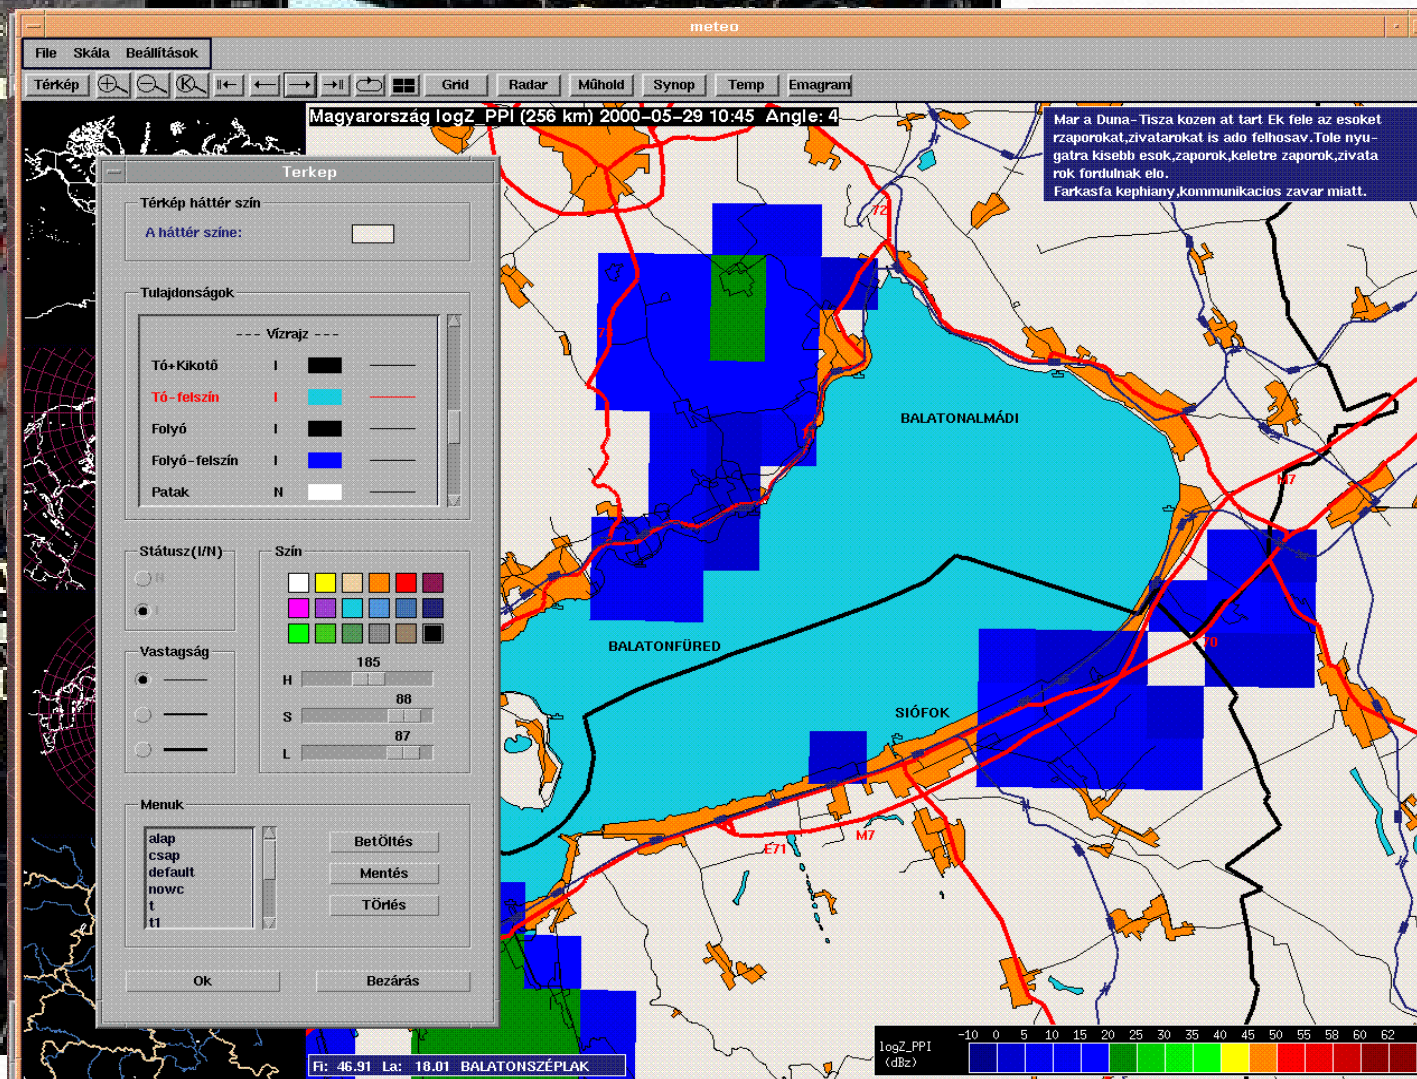 meteo
File Skála Beállítások
Térkép K Grid Radar Műhold Synop Temp Emagram
Magyarország logZ_PPI (256 km) 2000-05-29 10:45 Angle: 4
Mar a Duna-Tisza kozen at tart Ek fele az esoket
rzaporokat,zivatarokat is ado felhosav.Tole nyu-
gatra kisebb esok,zaporok,keletre zaporok,zivata
rok fordulnak elo.
Farkasfa kephiany,kommunikacios zavar miatt.
Terkep
Térkép háttér szín
A háttér színe:
Tulajdonságok
--- Vízrajz ---
Tó+Kikotő I
Tó-felszín I
Folyó I
Folyó-felszín I
Patak N
Státusz(I/N)
N
I
Szín
Vastagság
185
H
88
S
87
L
Menuk
alap
csap
default
nowc
t
t1
BetÖltés
Mentés
TÖrlés
Ok Bezárás
72
BALATONALMÁDI
M7
BALATONFÜRED
70
SIÓFOK
M7
E71
Fi: 46.91 La: 18.01 BALATONSZÉPLAK
logZ_PPI
(dBz)
-10 0 5 10 15 20 25 30 35 40 45 50 55 58 60 62